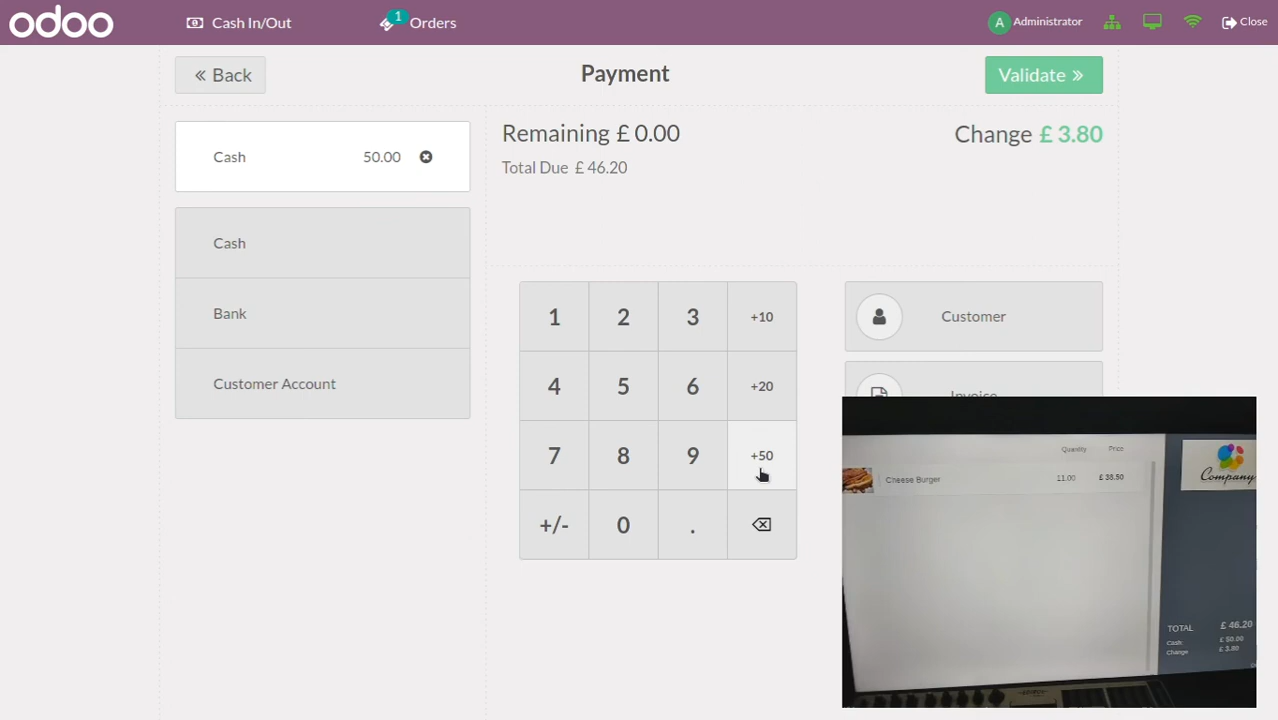 odoo
Cash In/Out
1
Orders
A
Administrator
Close
Back
Payment
Validate
Cash 50.00
Remaining £ 0.00
Total Due £ 46.20
Change £ 3.80
Cash
Bank
Customer Account
1 2 3 +10
4 5 6 +20
7 8 9 +50
+/- 0 .
Customer
Invoice
Quantity Price
Cheese Burger 11.00 £ 38.50
Company
TOTAL £ 46.20
Cash: £ 50.00
Change £ 3.80